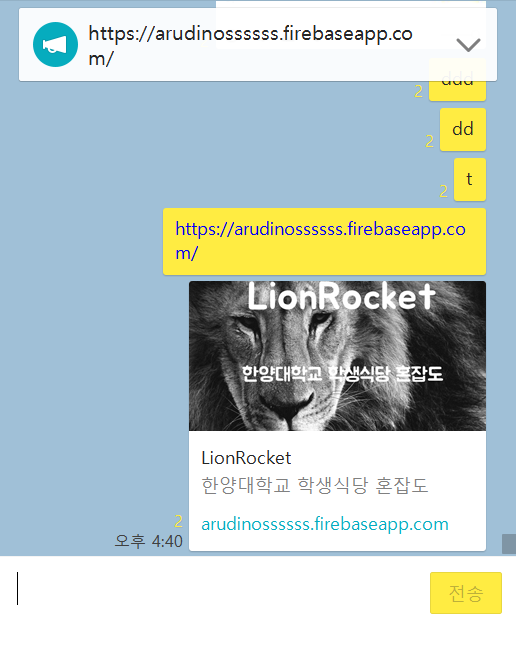 https://arudinossssss.firebaseapp.co
m/
ddd
2
dd
2
t
2
https://arudinossssss.firebaseapp.co
m/
LionRocket
한양대학교 학생식당 혼잡도
LionRocket
한양대학교 학생식당 혼잡도
arudinossssss.firebaseapp.com
2
오후 4:40
전송